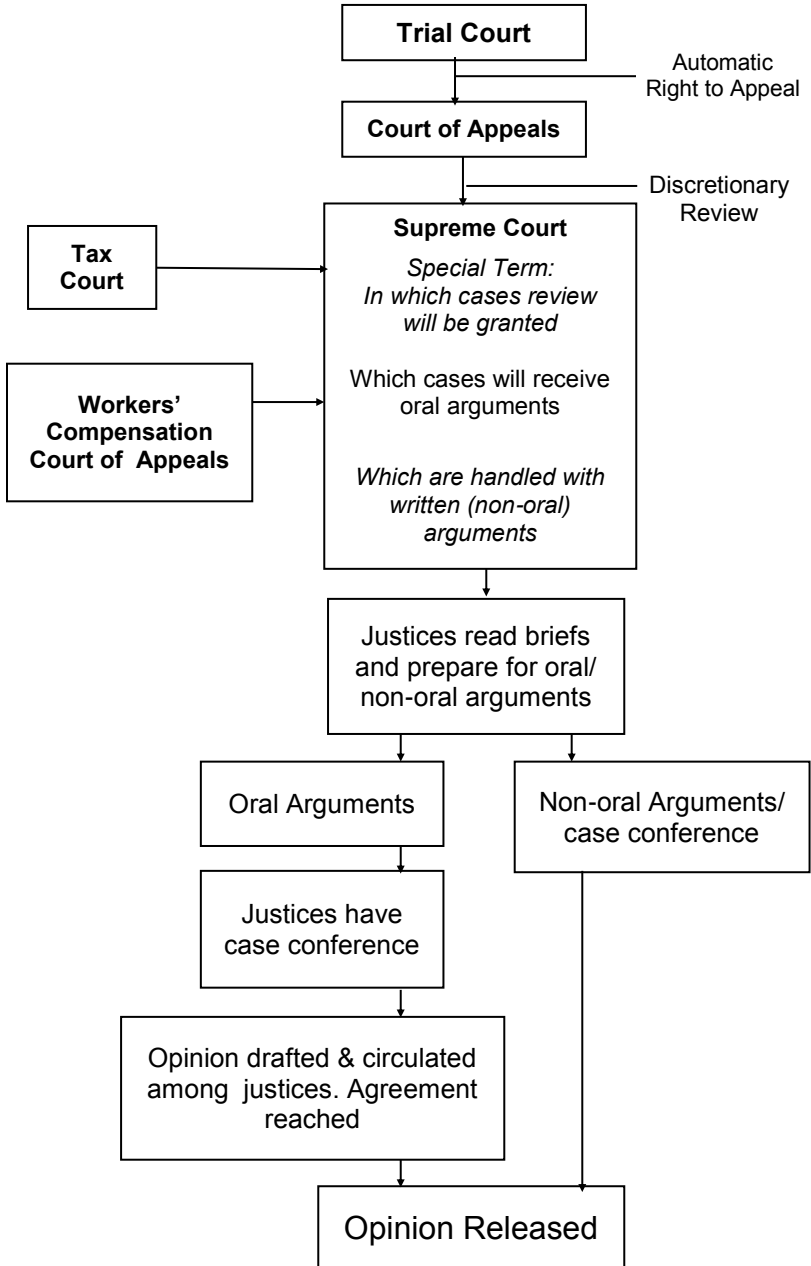 Trial Court
Automatic
Right to Appeal
Court of Appeals
Discretionary
Review
Supreme Court
Special Term:
In which cases review
will be granted
Which cases will receive
oral arguments
Which are handled with
written (non-oral)
arguments
Tax
Court
Workers’
Compensation
Court of Appeals
Justices read briefs
and prepare for oral/
non-oral arguments
Oral Arguments
Non-oral Arguments/
case conference
Justices have
case conference
Opinion drafted & circulated
among justices. Agreement
reached
Opinion Released